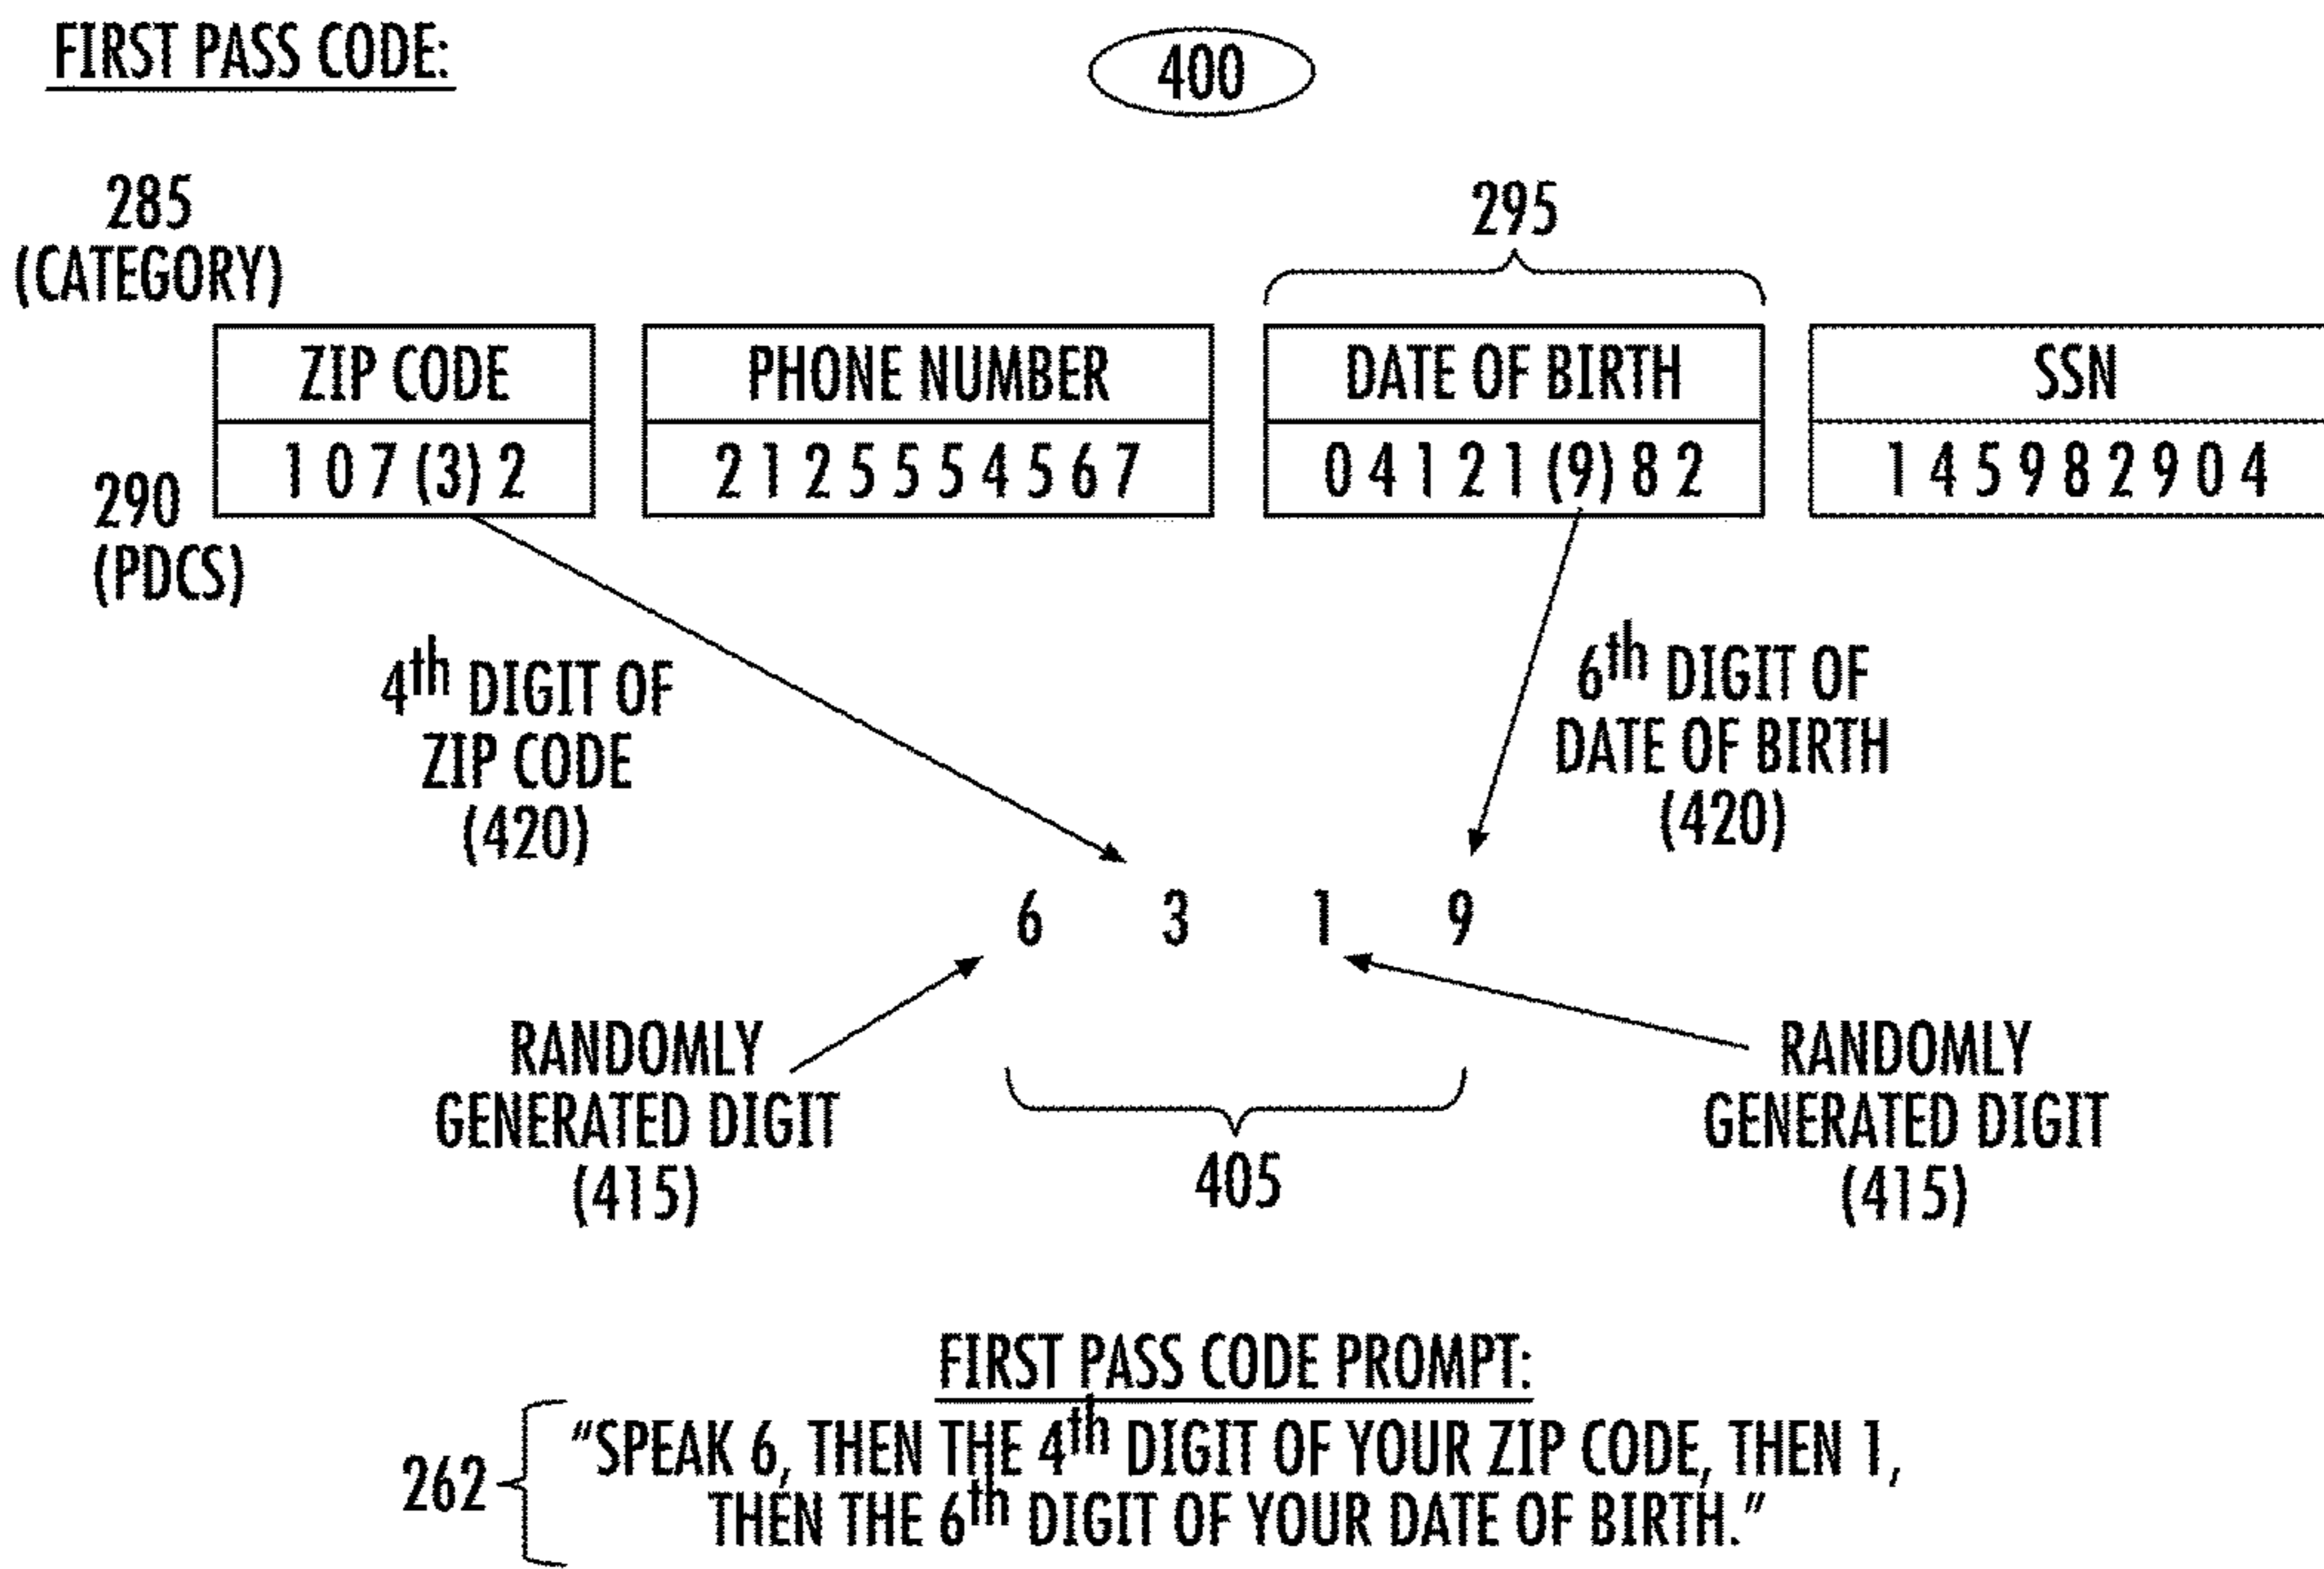 FIRST PASS CODE:
400
285
(CATEGORY)
295
ZIP CODE
PHONE NUMBER
DATE OF BIRTH
SSN
290
(PDCS)
1 0 7 (3) 2
2 1 2 5 5 5 4 5 6 7
0 4 1 2 1 (9) 8 2
1 4 5 9 8 2 9 0 4
4th DIGIT OF
ZIP CODE
(420)
6th DIGIT OF
DATE OF BIRTH
(420)
6 3 1 9
RANDOMLY
GENERATED DIGIT
(415)
405
RANDOMLY
GENERATED DIGIT
(415)
FIRST PASS CODE PROMPT:
262
"SPEAK 6, THEN THE 4th DIGIT OF YOUR ZIP CODE, THEN 1,
THEN THE 6th DIGIT OF YOUR DATE OF BIRTH."